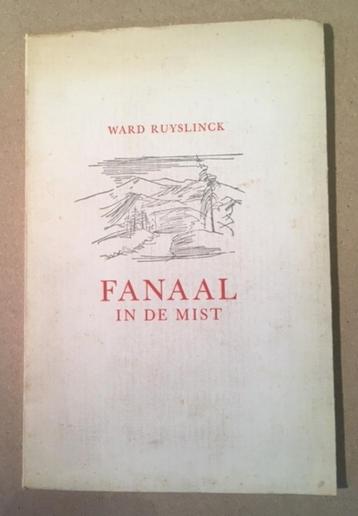 WARD RUYSLINCK
FANAAL
IN DE MIST